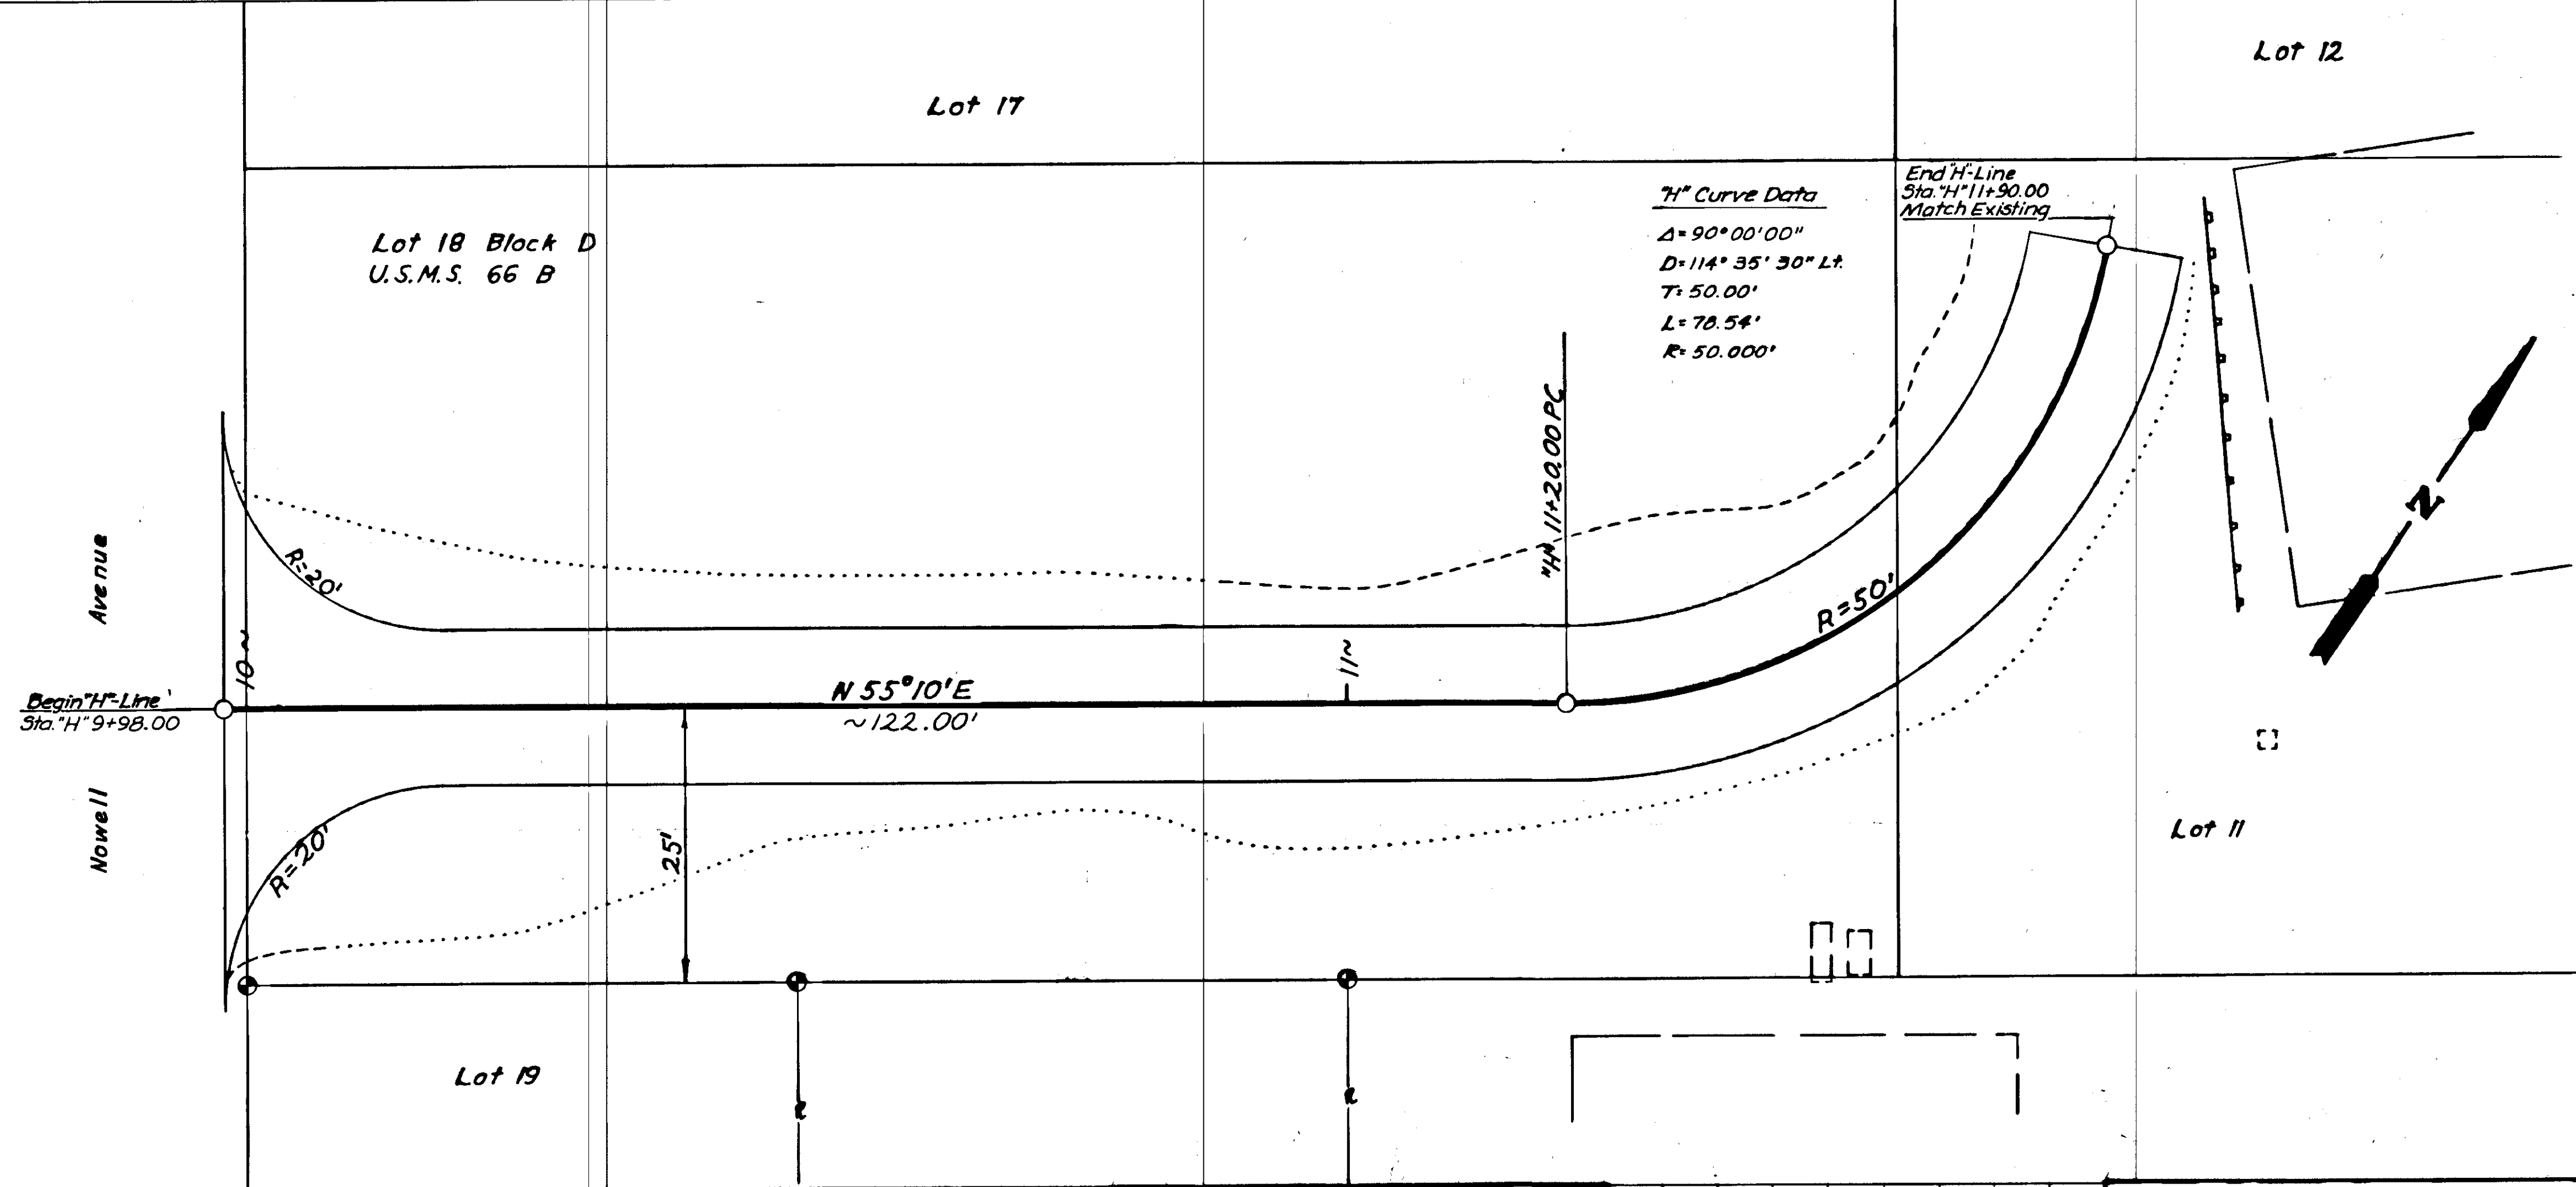 Lot 12
Lot 17
End "H"-Line
Sta. "H" 11+90.00
Match Existing
"H" Curve Data
Δ= 90°00'00"
D= 114° 35' 30" Lt.
T= 50.00'
L= 78.54'
R= 50.000'
Lot 18 Block D
U.S.M.S. 66 B
"H" 11+20.00 PC
Nowell Avenue
R=20'
R=50'
N
10
11
Begin "H"-Line
Sta. "H" 9+98.00
N 55°10'E
~122.00'
25'
R=20'
Lot 11
Lot 19